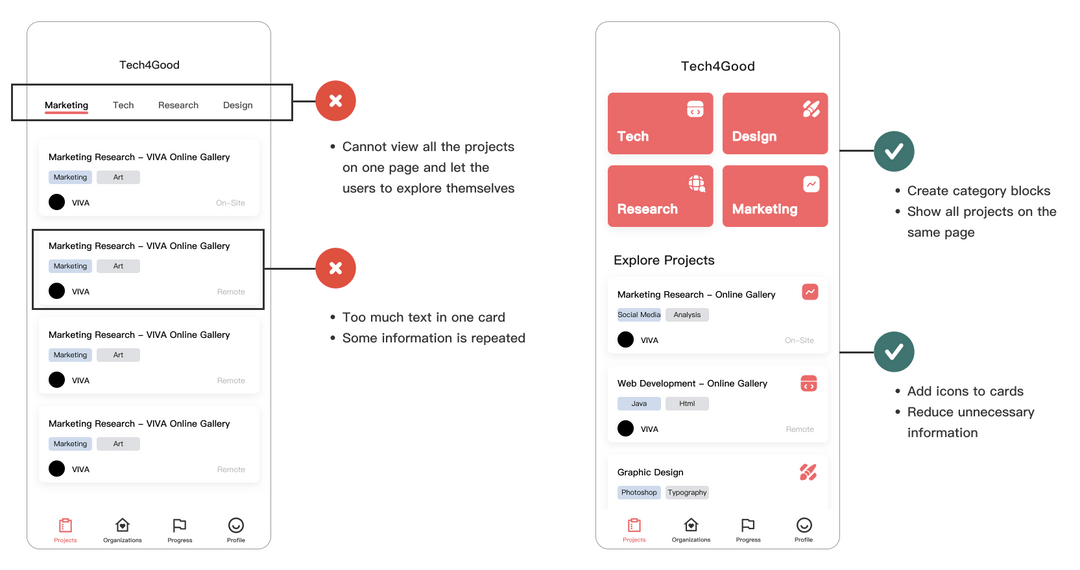 Tech4Good
Marketing Tech Research Design
Marketing Research – VIVA Online Gallery
Marketing Art
VIVA On-Site
Marketing Research – VIVA Online Gallery
Marketing Art
VIVA Remote
Marketing Research – VIVA Online Gallery
Marketing Art
VIVA Remote
Marketing Research – VIVA Online Gallery
Marketing Art
VIVA Remote
Projects Organizations Progress Profile
• Cannot view all the projects
on one page and let the
users to explore themselves
• Too much text in one card
• Some information is repeated
Tech4Good
Tech Design
Research Marketing
Explore Projects
Marketing Research – Online Gallery
Social Media Analysis
VIVA On-Site
Web Development – Online Gallery
Java Html
VIVA Remote
Graphic Design
Photoshop Typography
Projects Organizations Progress Profile
• Create category blocks
• Show all projects on the
same page
• Add icons to cards
• Reduce unnecessary
information